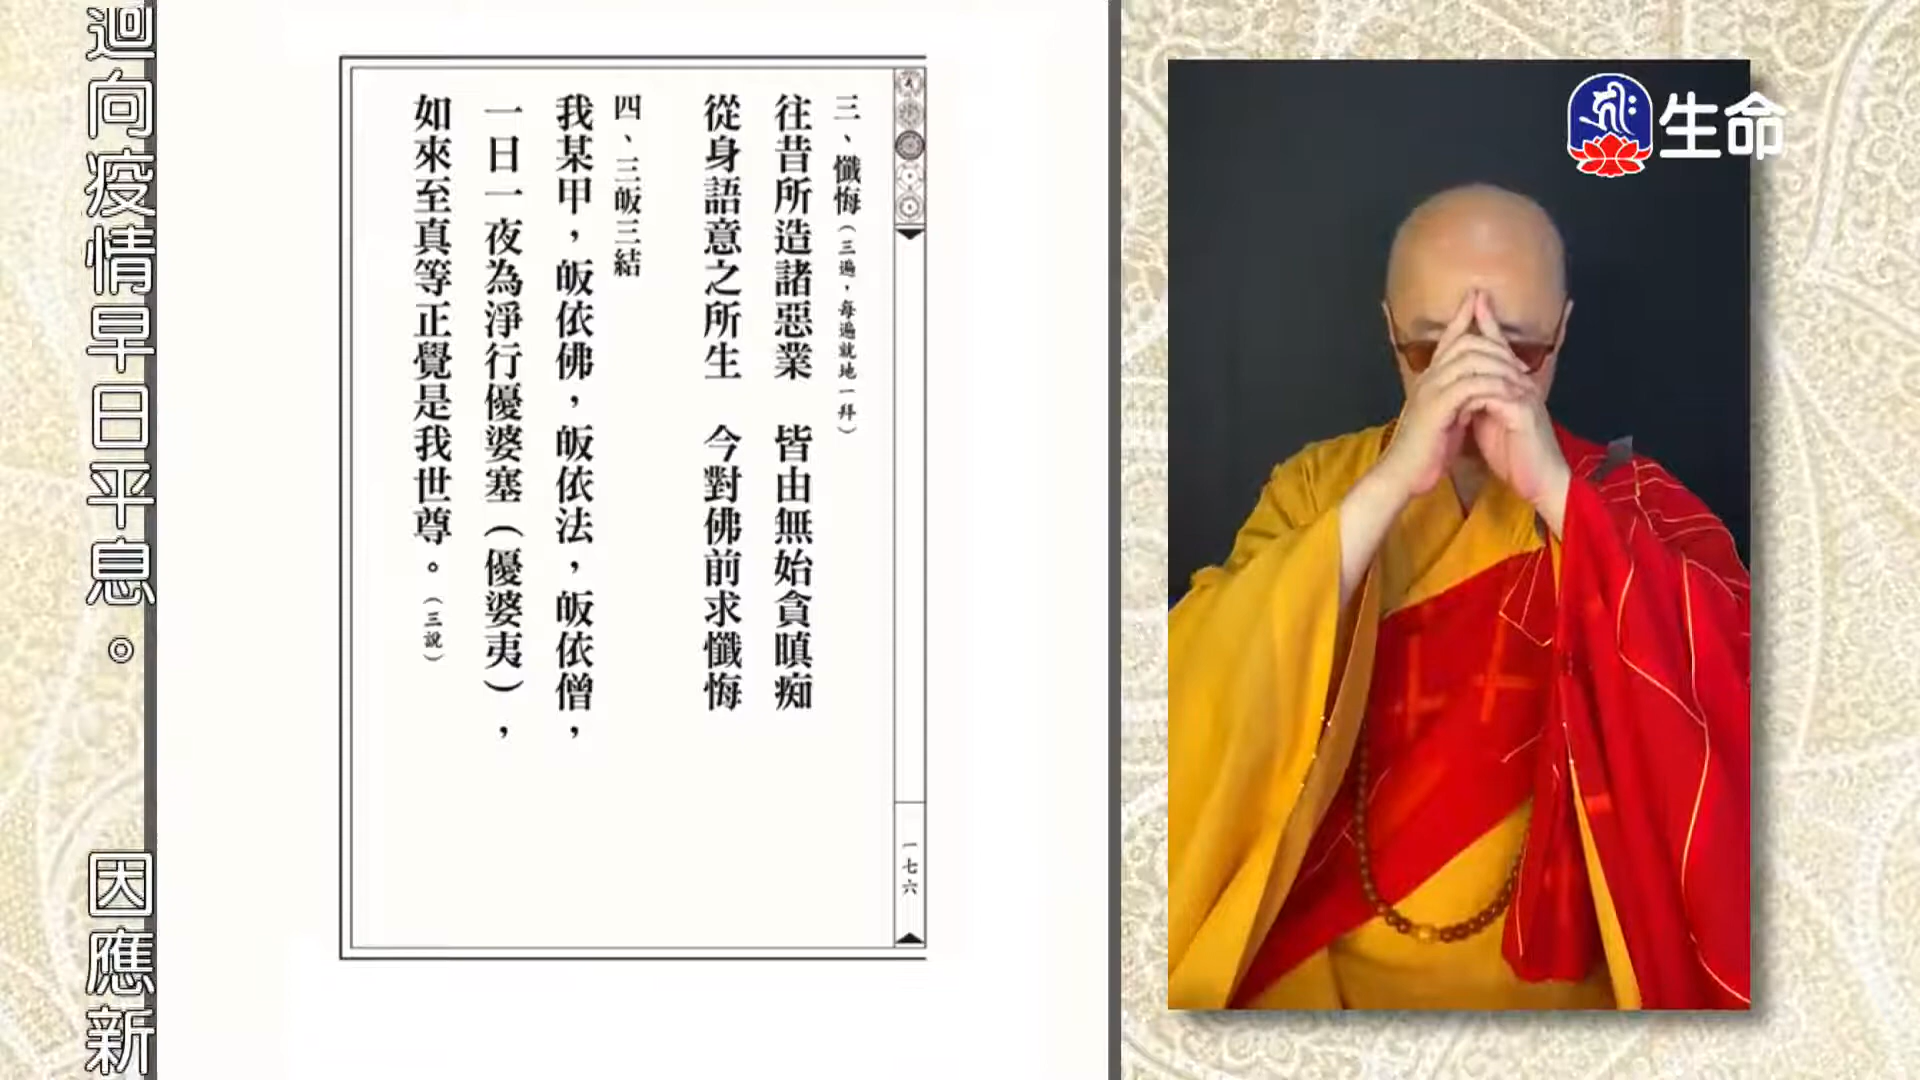 三、懺悔（三遍，每遍就地一拜）
往昔所造諸惡業　皆由無始貪瞋痴
從身語意之所生　今對佛前求懺悔
四、三皈三結
我某甲，皈依佛，皈依法，皈依僧，
一日一夜為淨行優婆塞（優婆夷），
如來至真等正覺是我世尊。（三說）
一七六
迴向疫情早日平息。
因應新
生命